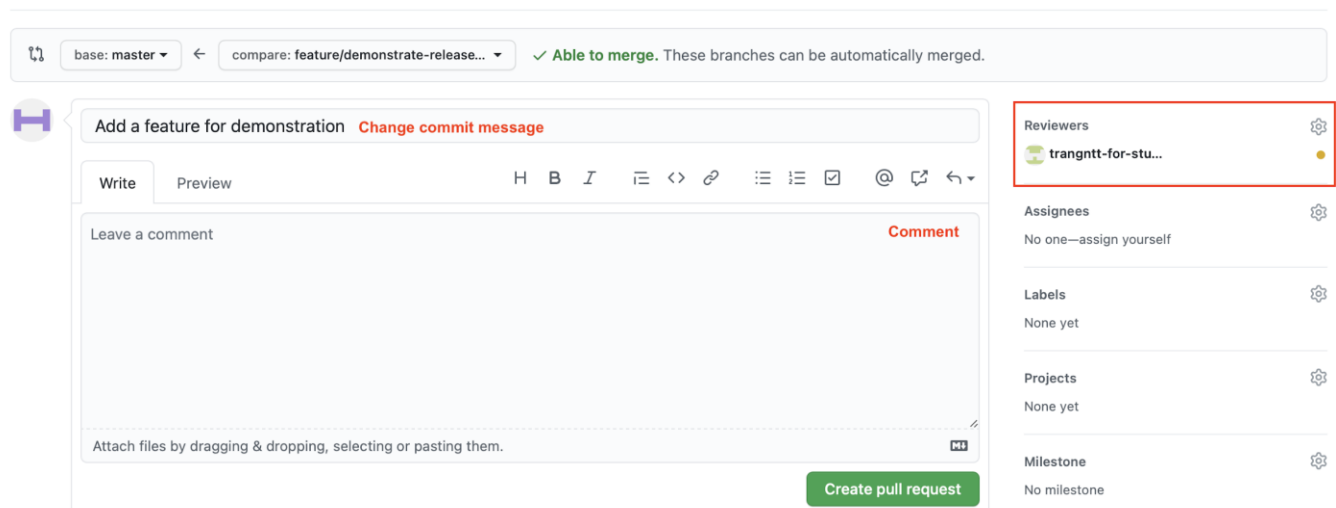 base: master
compare: feature/demonstrate-release...
Able to merge. These branches can be automatically merged.
Add a feature for demonstration
Change commit message
Write
Preview
H B I
Leave a comment
Comment
Attach files by dragging & dropping, selecting or pasting them.
Create pull request
Reviewers
trangntt-for-stu...
Assignees
No one—assign yourself
Labels
None yet
Projects
None yet
Milestone
No milestone